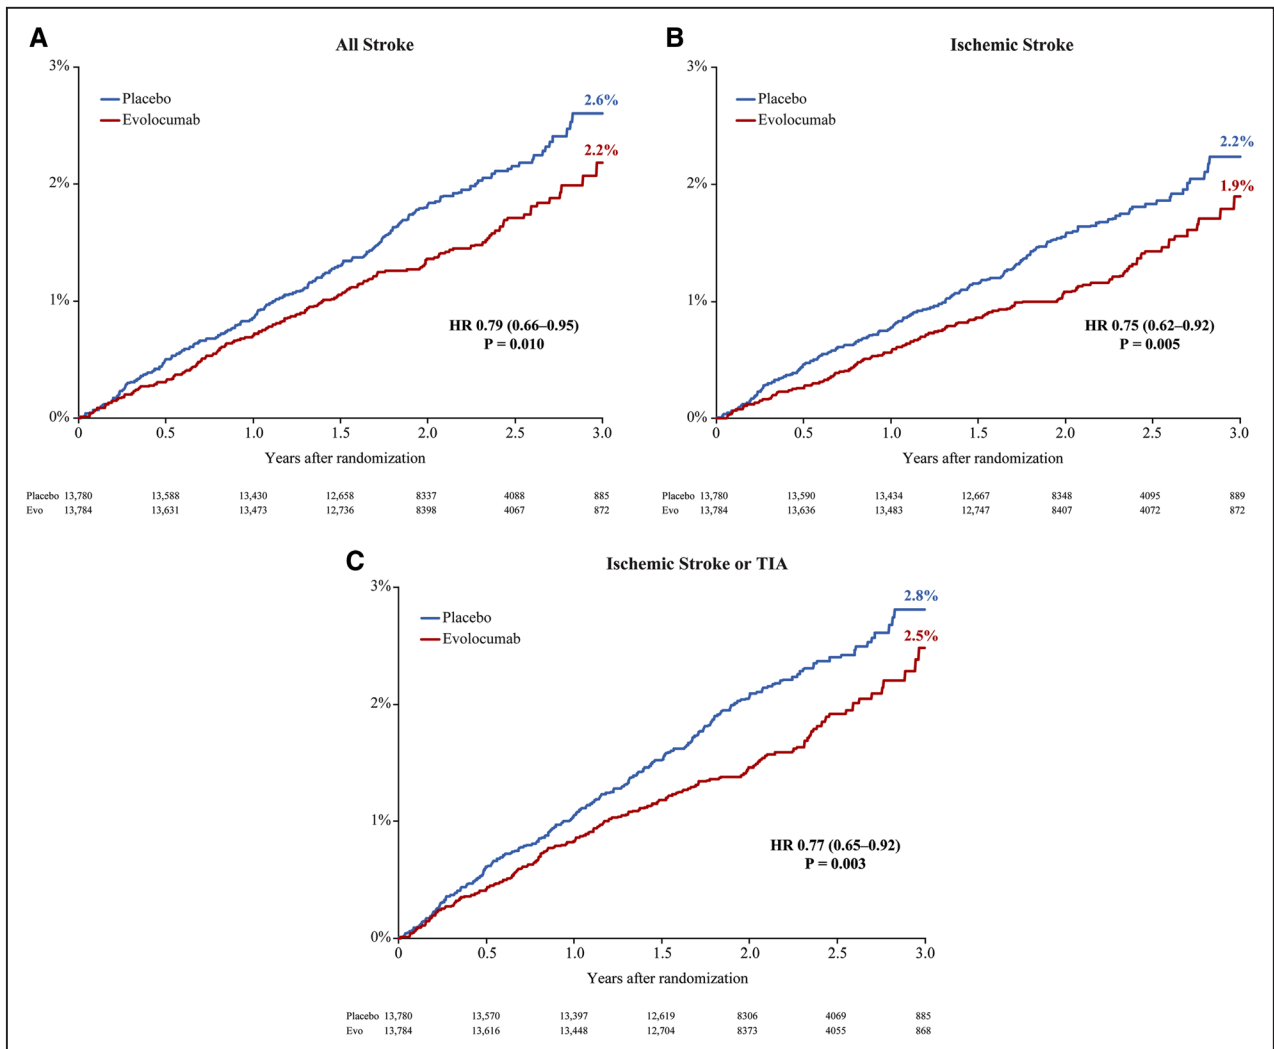 A
All Stroke
3%
2%
1%
0%
Placebo
Evolocumab
2.6%
2.2%
HR 0.79 (0.66–0.95)
P = 0.010
0 0.5 1.0 1.5 2.0 2.5 3.0
Years after randomization
Placebo 13,780 13,588 13,430 12,658 8337 4088 885
Evo 13,784 13,631 13,473 12,736 8398 4067 872
B
Ischemic Stroke
3%
2%
1%
0%
Placebo
Evolocumab
2.2%
1.9%
HR 0.75 (0.62–0.92)
P = 0.005
0 0.5 1.0 1.5 2.0 2.5 3.0
Years after randomization
Placebo 13,780 13,590 13,434 12,667 8348 4095 889
Evo 13,784 13,636 13,483 12,747 8407 4072 872
C
Ischemic Stroke or TIA
3%
2%
1%
0%
Placebo
Evolocumab
2.8%
2.5%
HR 0.77 (0.65–0.92)
P = 0.003
0 0.5 1.0 1.5 2.0 2.5 3.0
Years after randomization
Placebo 13,780 13,570 13,397 12,619 8306 4069 885
Evo 13,784 13,616 13,448 12,704 8373 4055 868